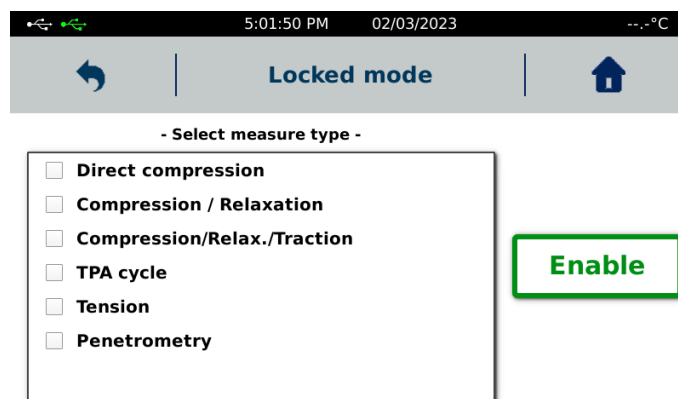 5:01:50 PM 02/03/2023 --.-°C
Locked mode
- Select measure type -
Direct compression
Compression / Relaxation
Compression/Relax./Traction
TPA cycle
Tension
Penetrometry
Enable